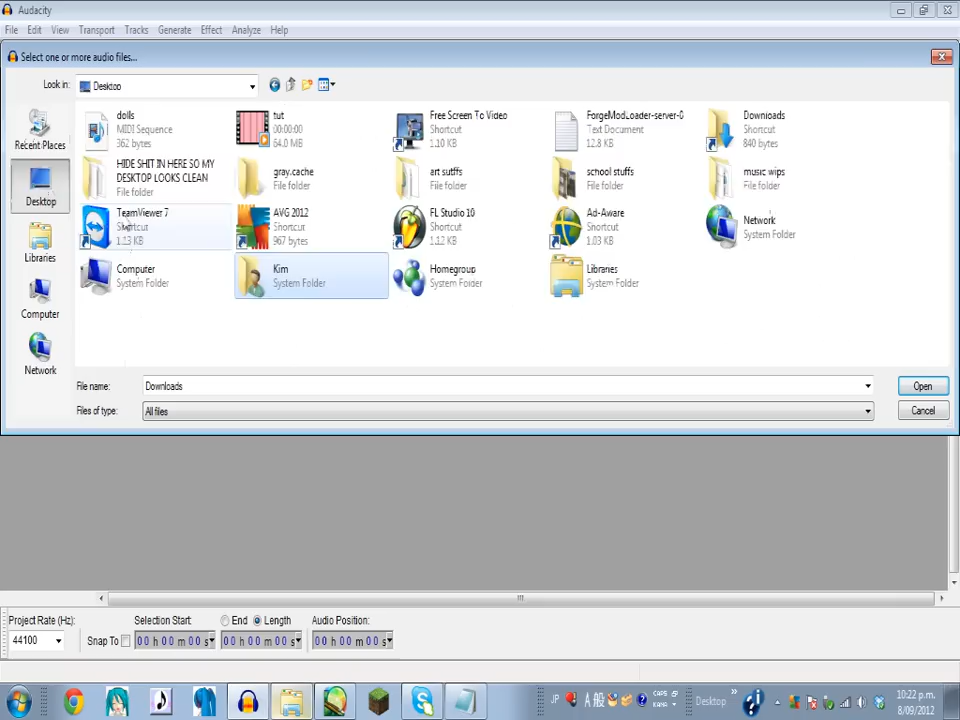 Audacity
File Edit View Transport Tracks Generate Effect Analyze Help
Select one or more audio files...
Look in: Desktop
Recent Places
Desktop
Libraries
Computer
Network
dolls
MIDI Sequence
362 bytes
tut
00:00:00
64.0 MB
Free Screen To Video
Shortcut
1.10 KB
ForgeModLoader-server-0
Text Document
12.8 KB
Downloads
Shortcut
840 bytes
HIDE SHIT IN HERE SO MY
DESKTOP LOOKS CLEAN
File folder
gray.cache
File folder
art sutffs
File folder
school stuffs
File folder
music wips
File folder
TeamViewer 7
Shortcut
1.13 KB
AVG 2012
Shortcut
967 bytes
FL Studio 10
Shortcut
1.12 KB
Ad-Aware
Shortcut
1.03 KB
Network
System Folder
Computer
System Folder
Kim
System Folder
Homegroup
System Folder
Libraries
System Folder
File name: Downloads Open
Files of type: All files Cancel
Project Rate (Hz): Selection Start: End Length Audio Position:
44100 Snap To 00 h 00 m 00 s 00 h 00 m 00 s 00 h 00 m 00 s
JP A 般 CAPS KANA Desktop » 10:22 p.m.
8/09/2012